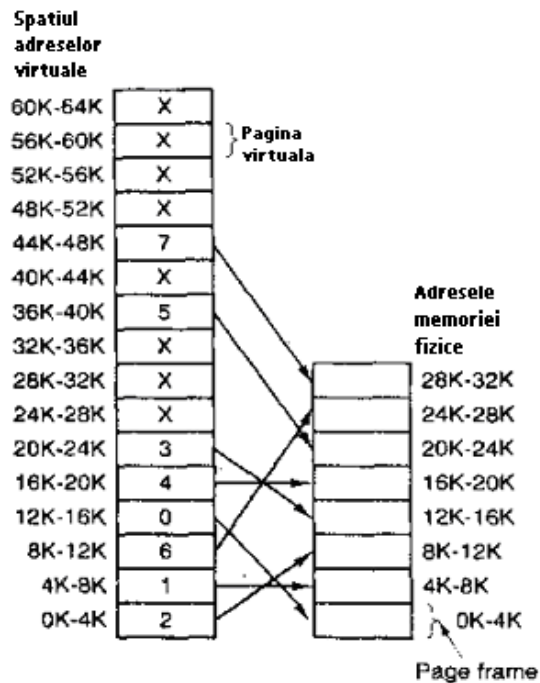 Spatiul
adreselor
virtuale
60K-64K X
56K-60K X
Pagina
virtuala
52K-56K X
48K-52K X
44K-48K 7
40K-44K X
36K-40K 5
Adresele
memoriei
fizice
32K-36K X
28K-32K X 28K-32K
24K-28K X 24K-28K
20K-24K 3 20K-24K
16K-20K 4 16K-20K
12K-16K 0 12K-16K
8K-12K 6 8K-12K
4K-8K 1 4K-8K
0K-4K 2 0K-4K
Page frame